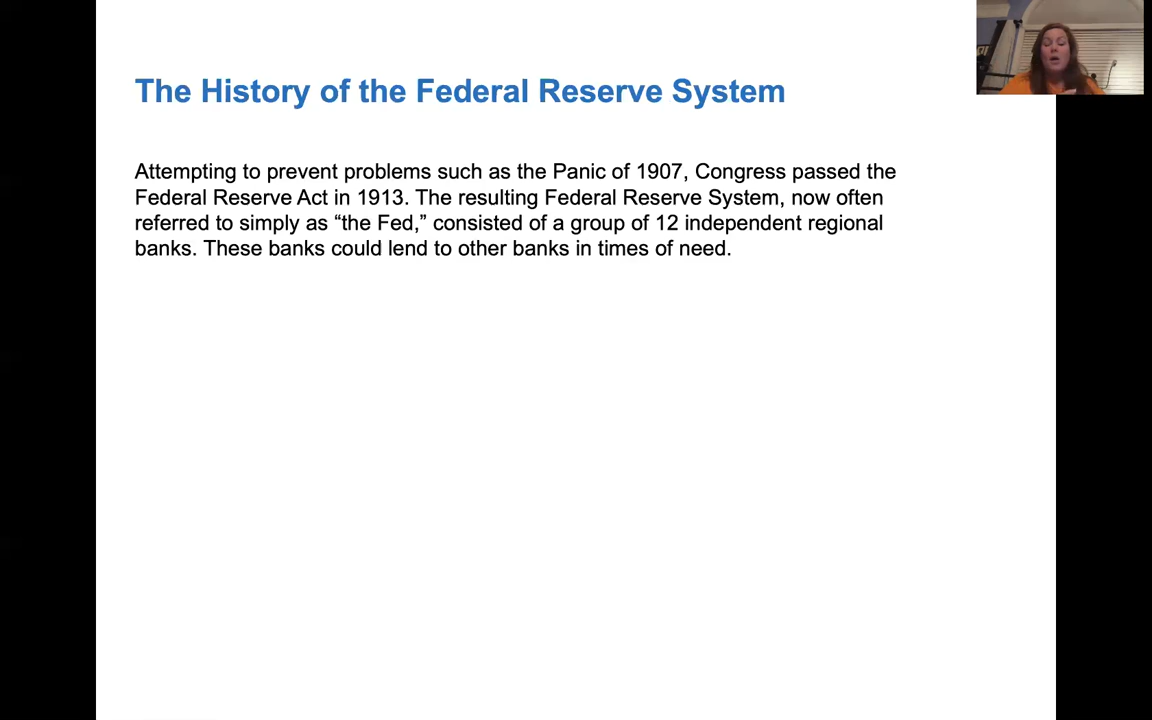 The History of the Federal Reserve System
Attempting to prevent problems such as the Panic of 1907, Congress passed the
Federal Reserve Act in 1913. The resulting Federal Reserve System, now often
referred to simply as “the Fed,” consisted of a group of 12 independent regional
banks. These banks could lend to other banks in times of need.